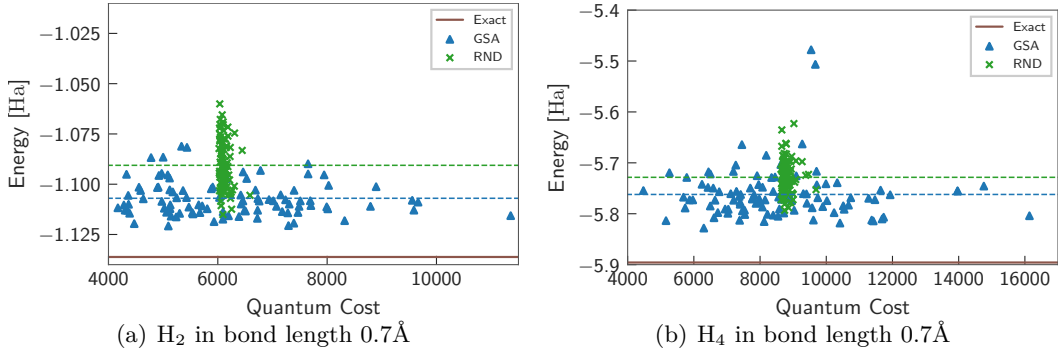 −1.025
−1.050
−1.075
−1.100
−1.125
Energy [Ha]
4000 6000 8000 10000
Quantum Cost
Exact
GSA
RND
(a) H₂ in bond length 0.7Å
−5.4
−5.5
−5.6
−5.7
−5.8
−5.9
Energy [Ha]
4000 6000 8000 10000 12000 14000 16000
Quantum Cost
Exact
GSA
RND
(b) H₄ in bond length 0.7Å